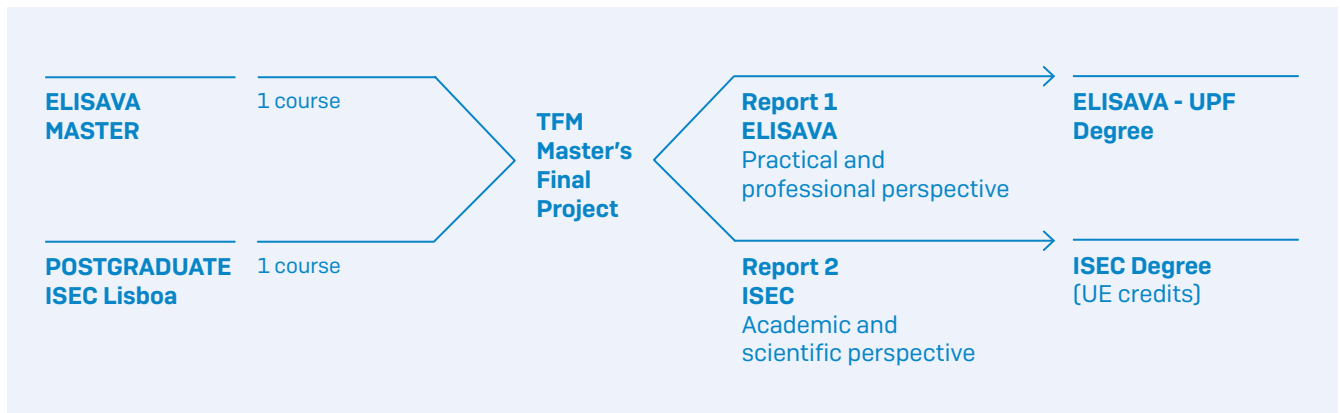 ELISAVA
MASTER
1 course
POSTGRADUATE
ISEC Lisboa
1 course
TFM
Master's
Final
Project
Report 1
ELISAVA
Practical and
professional perspective
ELISAVA - UPF
Degree
Report 2
ISEC
Academic and
scientific perspective
ISEC Degree
(UE credits)